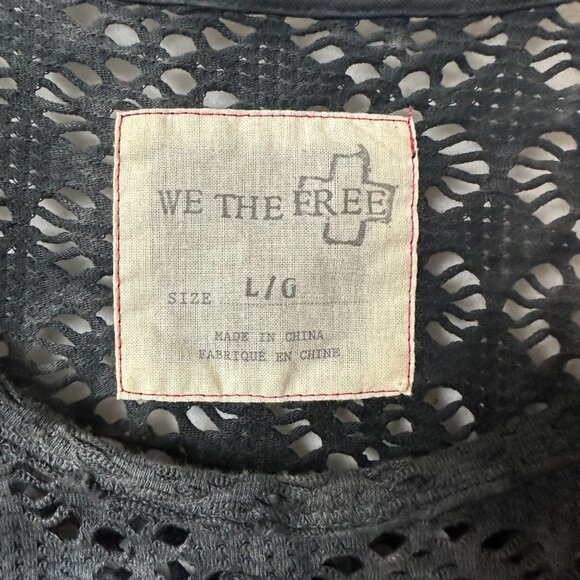 WE THE FREE
SIZE L/G
MADE IN CHINA
FABRIQUÉ EN CHINE